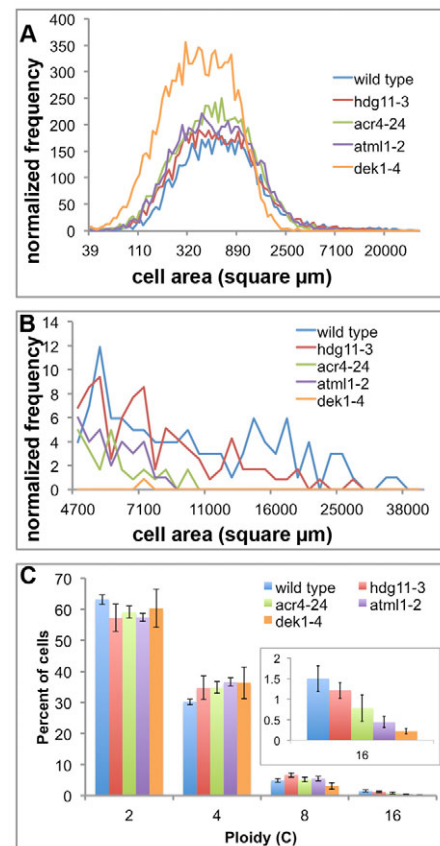 A
normalized frequency
400
350
300
250
200
150
100
50
0
wild type
hdg11-3
acr4-24
atml1-2
dek1-4
39 110 320 890 2500 7100 20000
cell area (square µm)
B
normalized frequency
14
12
10
8
6
4
2
0
wild type
hdg11-3
acr4-24
atml1-2
dek1-4
4700 7100 11000 16000 25000 38000
cell area (square µm)
C
Percent of cells
70
60
50
40
30
20
10
0
wild type hdg11-3
acr4-24 atml1-2
dek1-4
2
1.5
1
0.5
0
16
2 4 8 16
Ploidy (C)